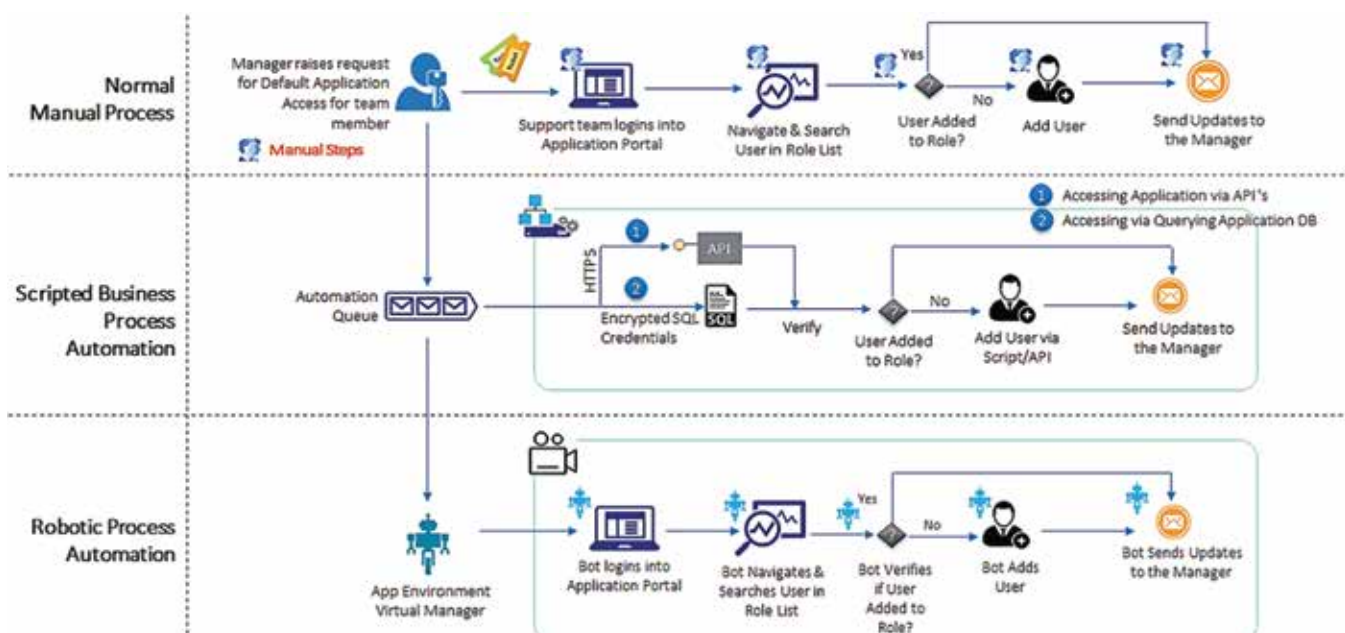 Normal
Manual Process
Manager raises request
for Default Application
Access for team
member
Manual Steps
Support team logins into
Application Portal
Navigate & Search
User in Role List
Yes
No
User Added
to Role?
Add User
Send Updates to
the Manager
Scripted Business
Process
Automation
Automation
Queue
1 Accessing Application via API's
2 Accessing via Querying Application DB
HTTPS
1
API
2
Encrypted SQL
Credentials
SQL
Verify
No
User Added
to Role?
Add User via
Script/API
Send Updates to
the Manager
Robotic Process
Automation
App Environment
Virtual Manager
Bot logins into
Application Portal
Bot Navigates &
Searches User in
Role List
Yes
No
Bot Verifies
if User
Added to
Role?
Bot Adds
User
Bot Sends Updates
to the Manager